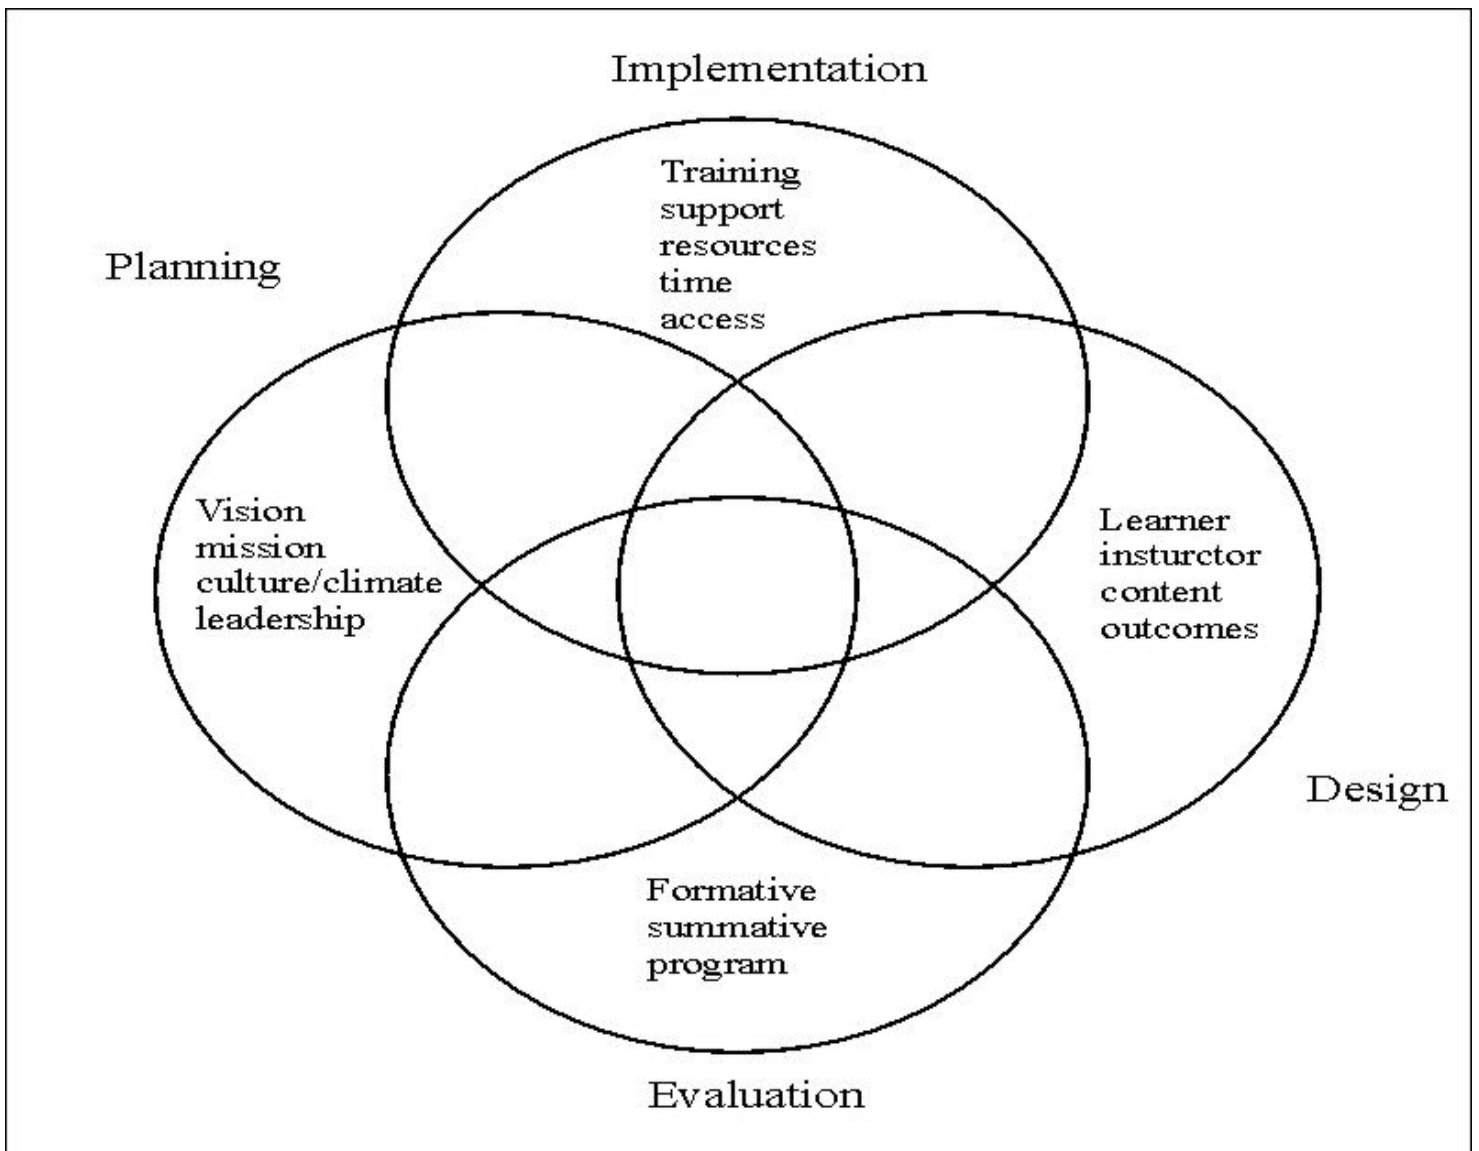 Implementation
Training
support
resources
time
access
Planning
Vision
mission
culture/climate
leadership
Learner
insturctor
content
outcomes
Design
Formative
summative
program
Evaluation